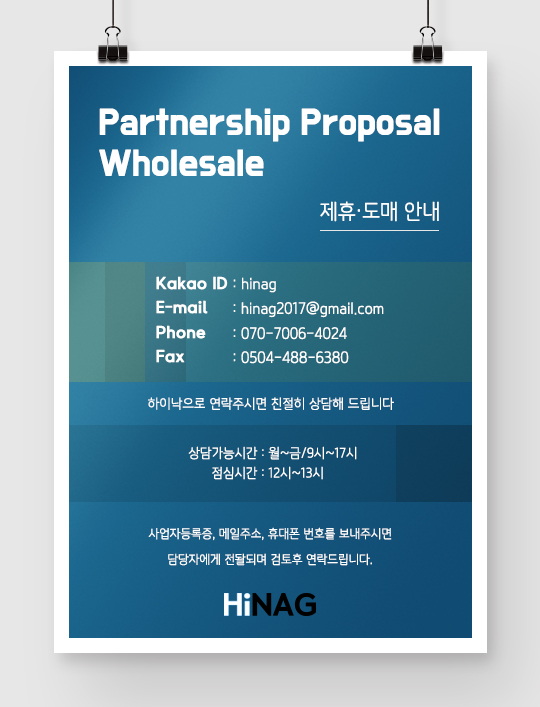 Partnership Proposal
Wholesale
제휴·도매 안내
Kakao ID : hinag
E-mail : hinag2017@gmail.com
Phone : 070-7006-4024
Fax : 0504-488-6380
하이낙으로 연락주시면 친절히 상담해 드립니다
상담가능시간 : 월~금/9시~17시
점심시간 : 12시~13시
사업자등록증, 메일주소, 휴대폰 번호를 보내주시면
담당자에게 전달되며 검토후 연락드립니다.
HiNAG